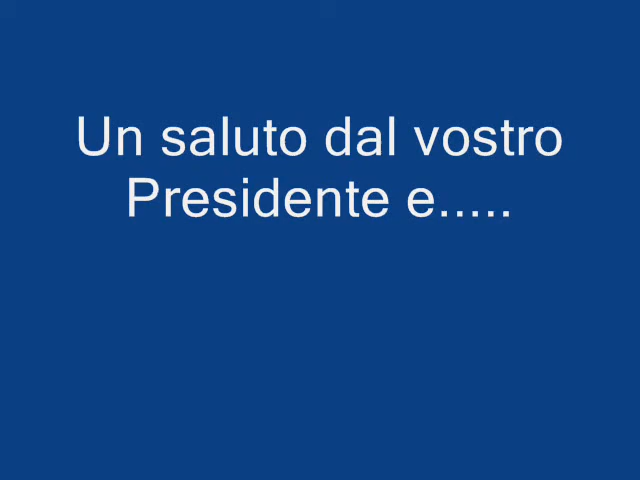 Un saluto dal vostro
Presidente e.....